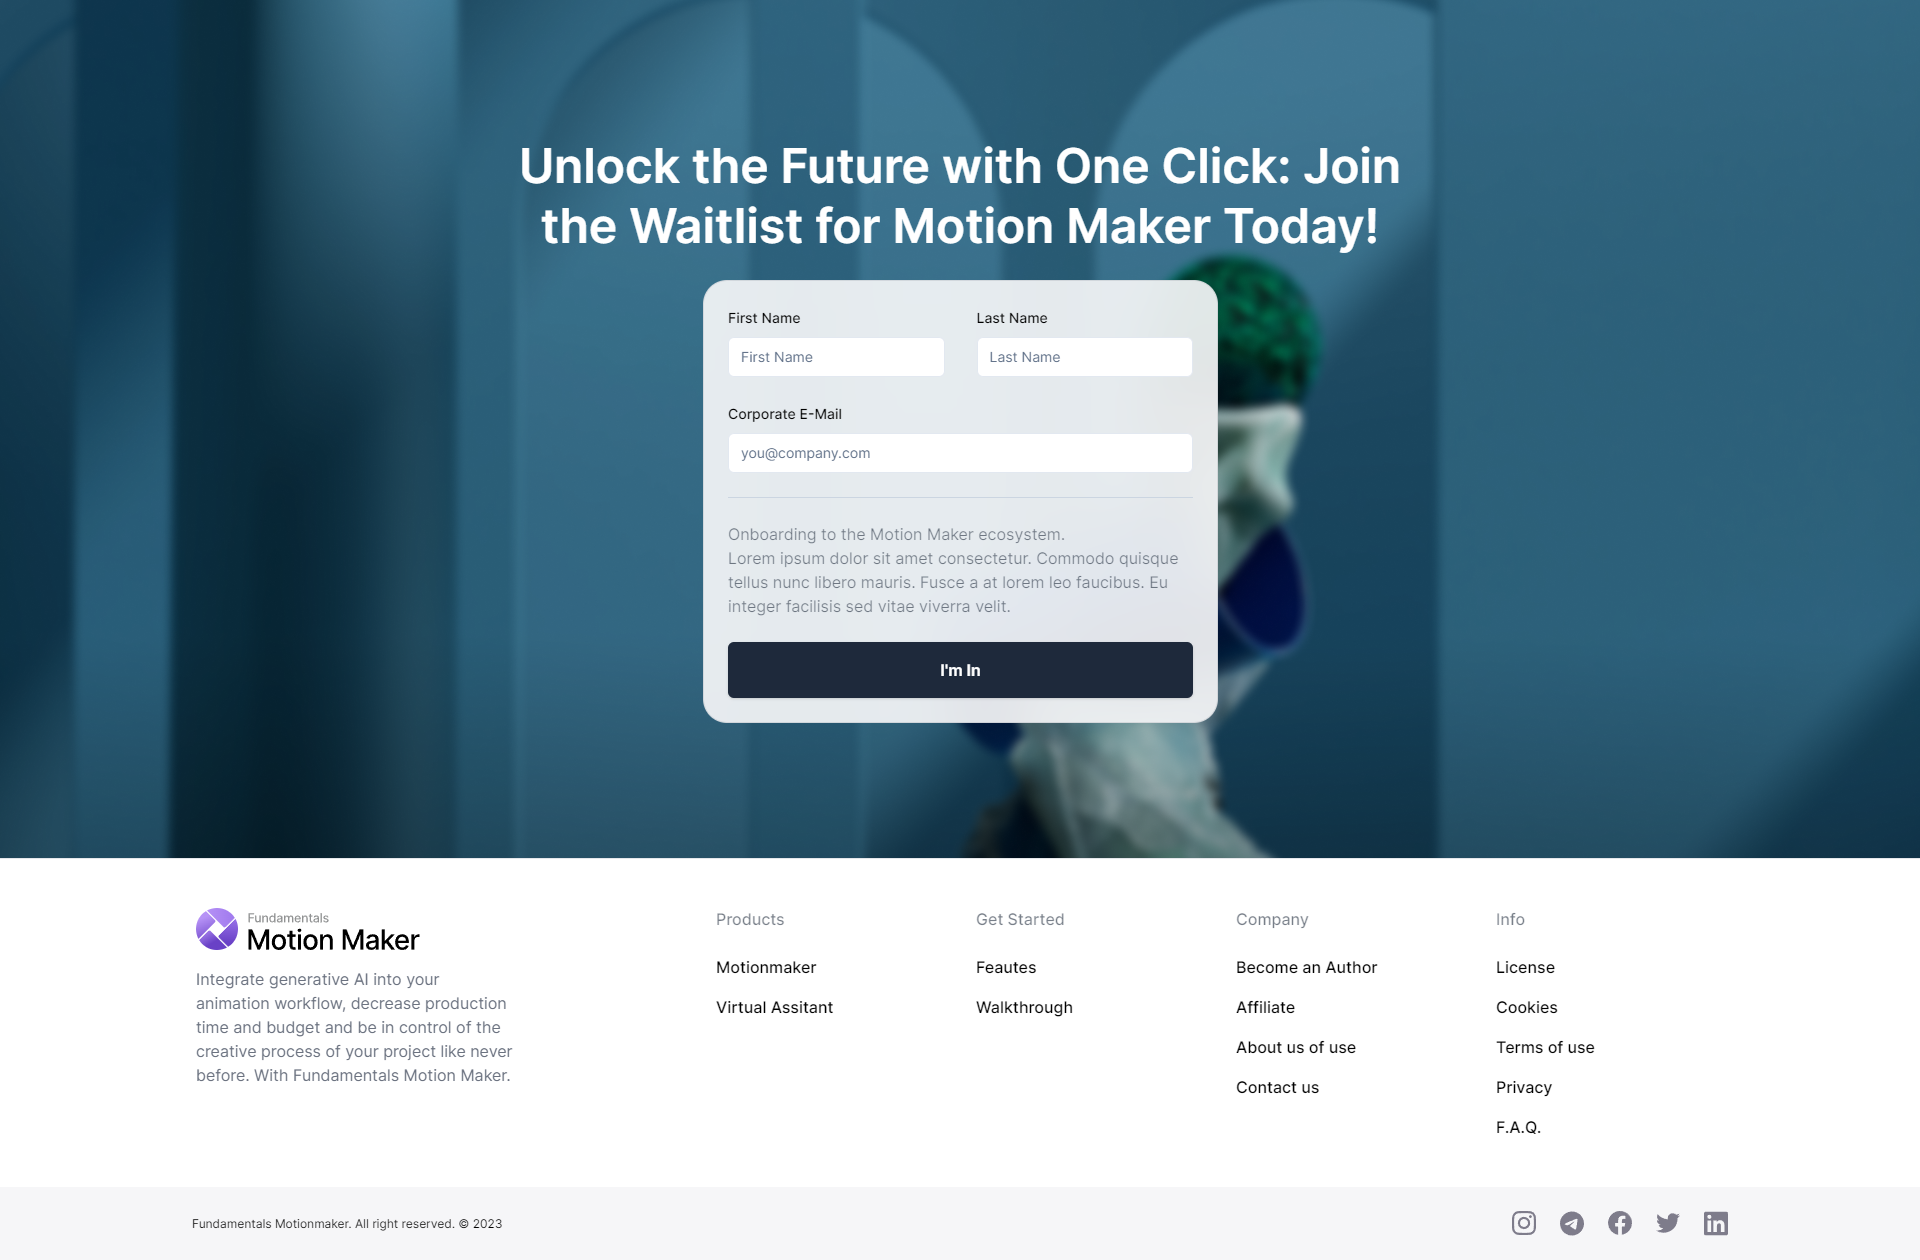 Unlock the Future with One Click: Join
the Waitlist for Motion Maker Today!
First Name
Last Name
First Name
Last Name
Corporate E-Mail
you@company.com
Onboarding to the Motion Maker ecosystem.
Lorem ipsum dolor sit amet consectetur. Commodo quisque
tellus nunc libero mauris. Fusce a at lorem leo faucibus. Eu
integer facilisis sed vitae viverra velit.
I'm In
Fundamentals
Motion Maker
Integrate generative AI into your
animation workflow, decrease production
time and budget and be in control of the
creative process of your project like never
before. With Fundamentals Motion Maker.
Products
Motionmaker
Virtual Assitant
Get Started
Feautes
Walkthrough
Company
Become an Author
Affiliate
About us of use
Contact us
Info
License
Cookies
Terms of use
Privacy
F.A.Q.
Fundamentals Motionmaker. All right reserved. © 2023